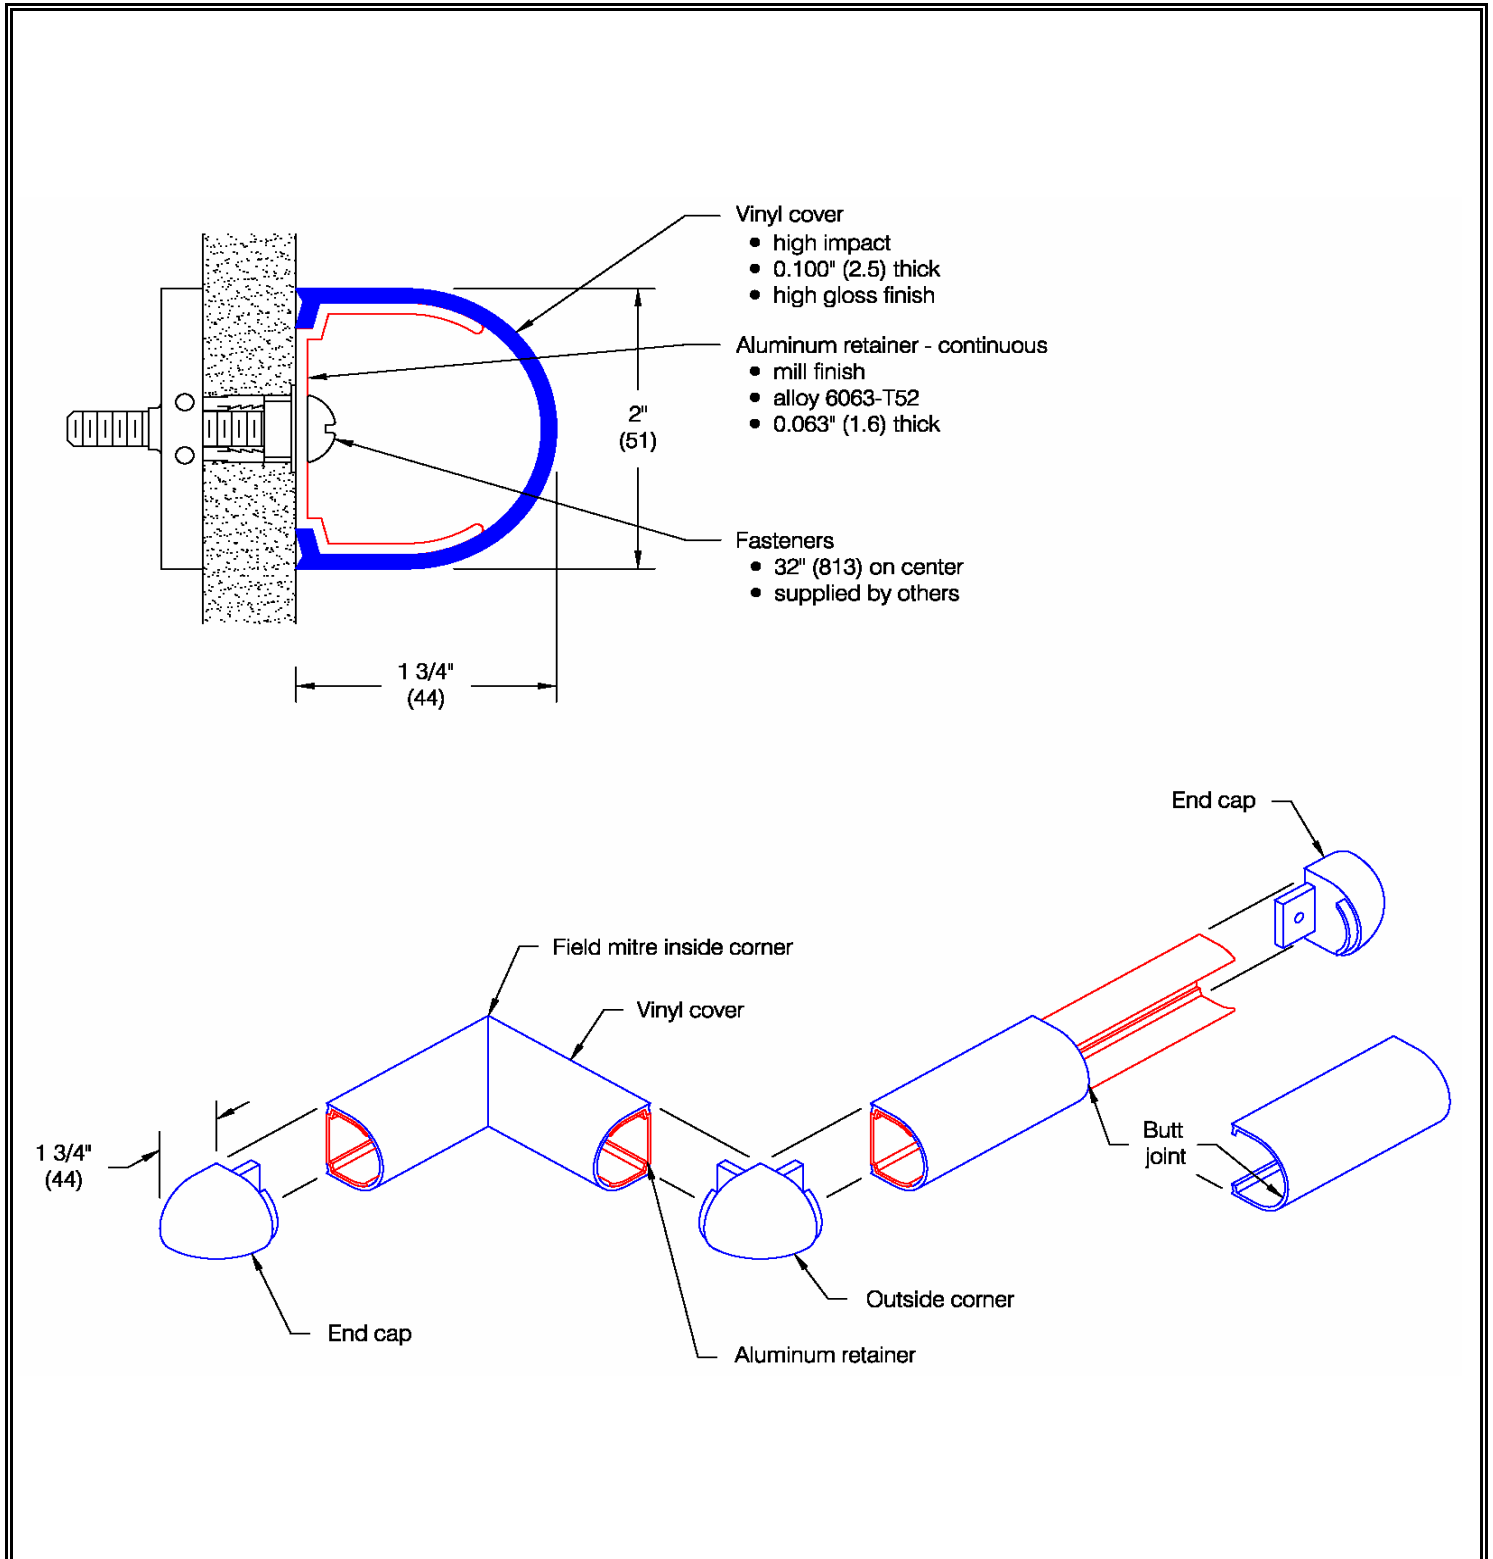 Vinyl cover
• high impact
• 0.100" (2.5) thick
• high gloss finish
Aluminum retainer - continuous
• mill finish
• alloy 6063-T52
• 0.063" (1.6) thick
2"
(51)
Fasteners
• 32" (813) on center
• supplied by others
1 3/4"
(44)
End cap
Field mitre inside corner
Vinyl cover
Butt
joint
1 3/4"
(44)
Outside corner
End cap
Aluminum retainer